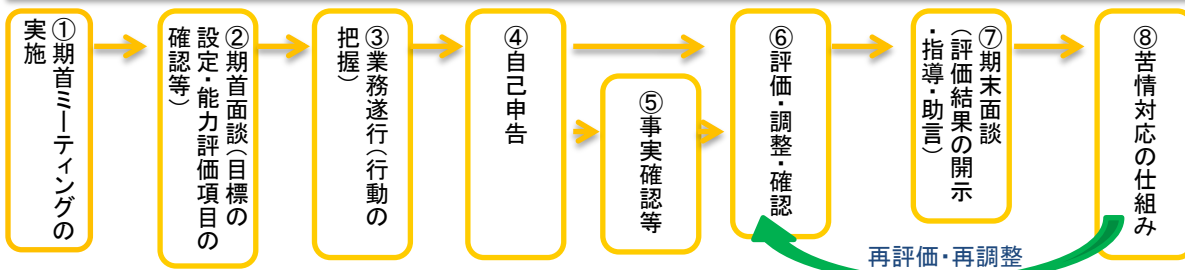 ①期首ミーティングの
実施
②期首面談（目標の
設定・能力評価項目の
確認等）
③業務遂行（行動の
把握）
④自己申告
⑤事実確認等
⑥評価・調整・確認
⑦期末面談
（評価結果の開示
・指導・助言）
⑧苦情対応の仕組み
再評価・再調整